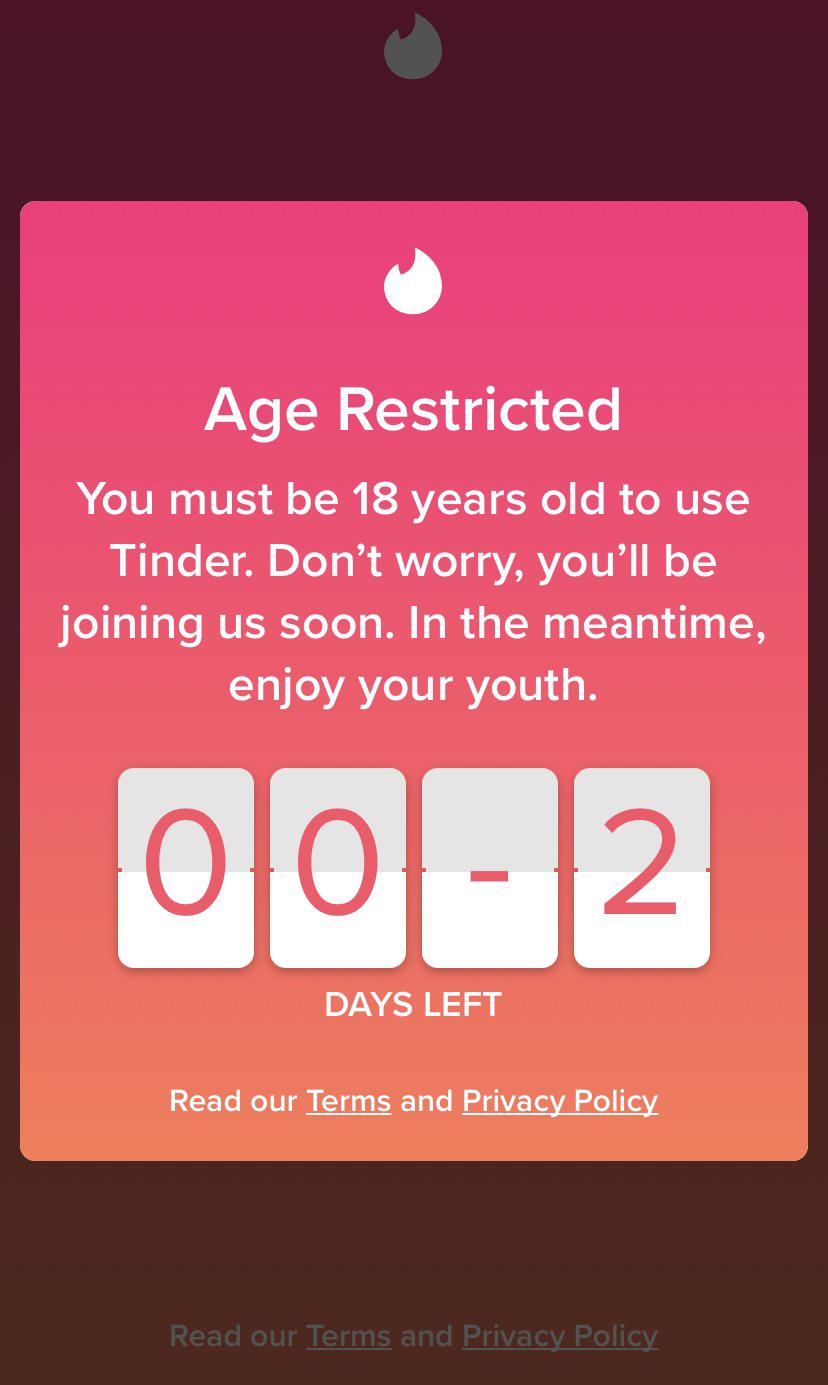 Age Restricted
You must be 18 years old to use
Tinder. Don’t worry, you’ll be
joining us soon. In the meantime,
enjoy your youth.
0 0 - 2
DAYS LEFT
Read our Terms and Privacy Policy
Read our Terms and Privacy Policy